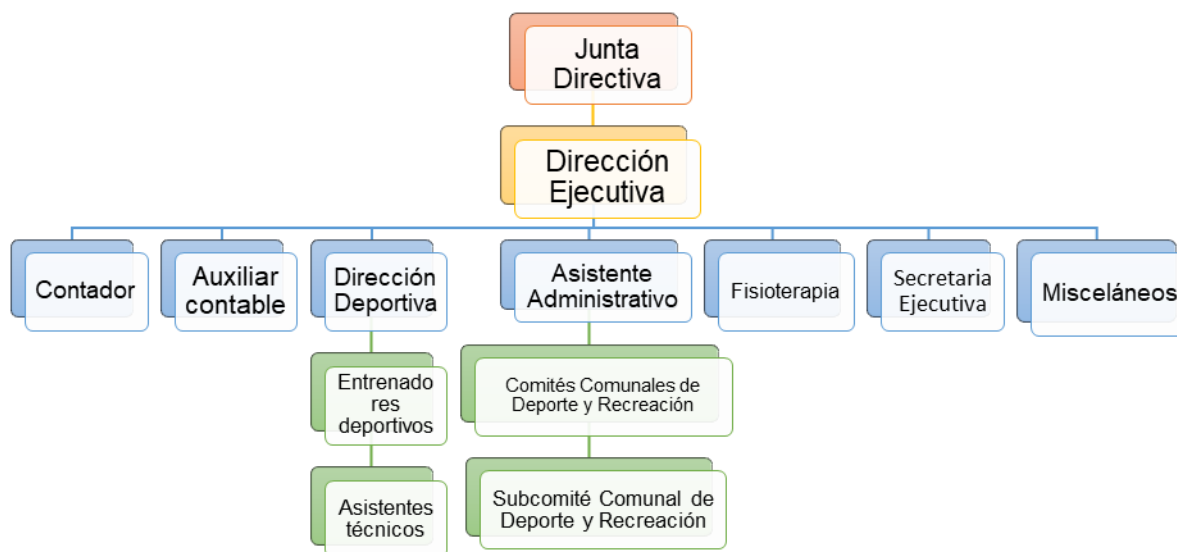 Junta
Directiva
Dirección
Ejecutiva
Contador
Auxiliar
contable
Dirección
Deportiva
Asistente
Administrativo
Fisioterapia
Secretaria
Ejecutiva
Misceláneos
Entrenado
res
deportivos
Comités Comunales de
Deporte y Recreación
Asistentes
técnicos
Subcomité Comunal de
Deporte y Recreación